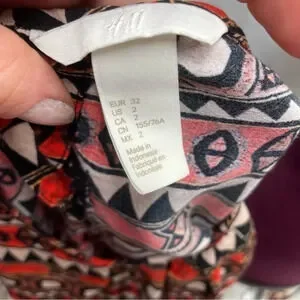 H&M
EUR 32
US 2
CA 2
CN 155/76A
MX 2
Made in
Indonesia
Fabriqué en
Indonésie